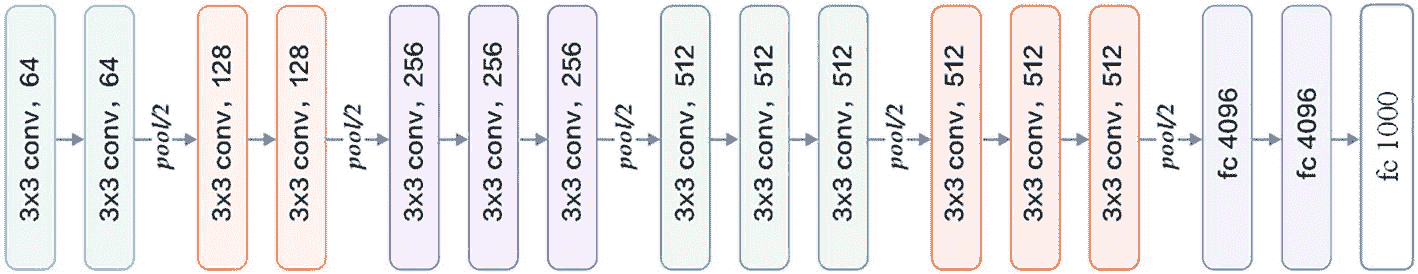 3x3 conv, 64
3x3 conv, 64
pool/2
3x3 conv, 128
3x3 conv, 128
pool/2
3x3 conv, 256
3x3 conv, 256
3x3 conv, 256
pool/2
3x3 conv, 512
3x3 conv, 512
3x3 conv, 512
pool/2
3x3 conv, 512
3x3 conv, 512
3x3 conv, 512
pool/2
fc 4096
fc 4096
fc 1000